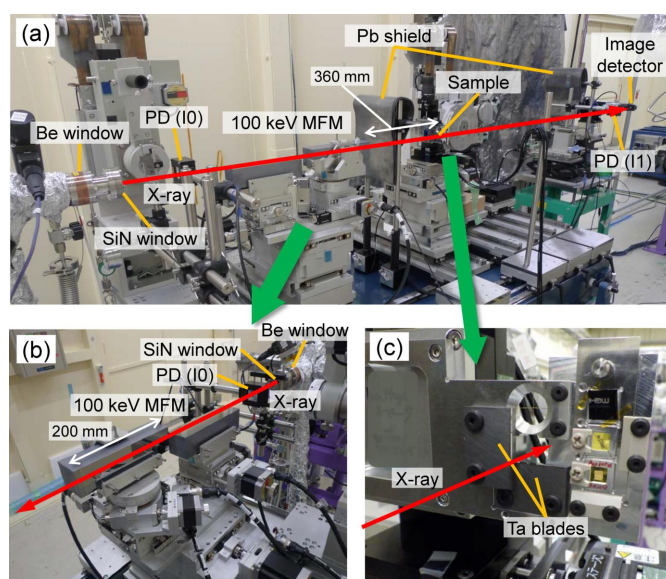 (a)
Pb shield
Image
detector
360 mm
Sample
PD (I0)
100 keV MFM
Be window
PD (I1)
X-ray
SiN window
(b)
Be window
SiN window
PD (I0)
X-ray
100 keV MFM
200 mm
(c)
X-ray
Ta blades